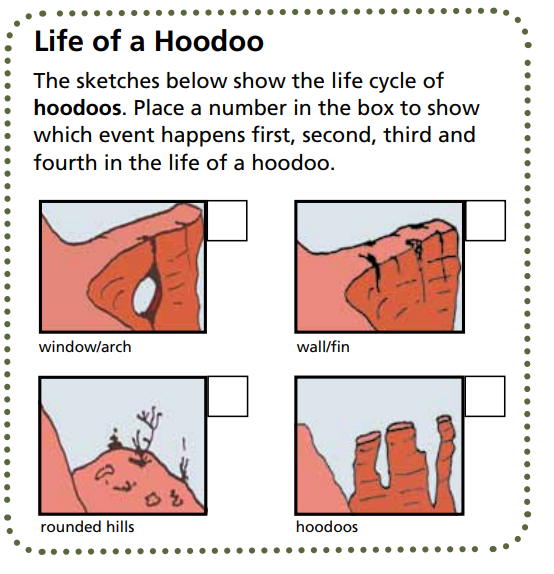 Life of a Hoodoo
The sketches below show the life cycle of
hoodoos. Place a number in the box to show
which event happens first, second, third and
fourth in the life of a hoodoo.
window/arch
wall/fin
rounded hills
hoodoos